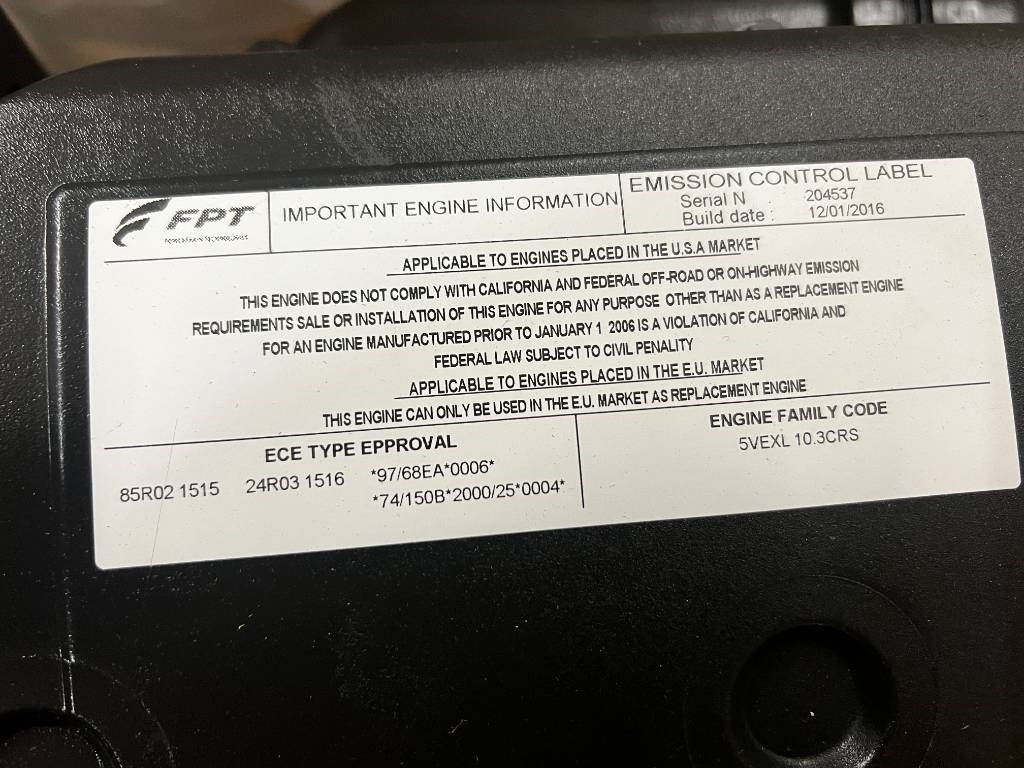 FPT
POWERTRAIN TECHNOLOGIES
IMPORTANT ENGINE INFORMATION
EMISSION CONTROL LABEL
Serial N : 204537
Build date : 12/01/2016
APPLICABLE TO ENGINES PLACED IN THE U.S.A MARKET
THIS ENGINE DOES NOT COMPLY WITH CALIFORNIA AND FEDERAL OFF-ROAD OR ON-HIGHWAY EMISSION
REQUIREMENTS SALE OR INSTALLATION OF THIS ENGINE FOR ANY PURPOSE OTHER THAN AS A REPLACEMENT ENGINE
FOR AN ENGINE MANUFACTURED PRIOR TO JANUARY 1 2006 IS A VIOLATION OF CALIFORNIA AND
FEDERAL LAW SUBJECT TO CIVIL PENALITY
APPLICABLE TO ENGINES PLACED IN THE E.U. MARKET
THIS ENGINE CAN ONLY BE USED IN THE E.U. MARKET AS REPLACEMENT ENGINE
ECE TYPE EPPROVAL
85R02 1515 24R03 1516 *97/68EA*0006*
*74/150B*2000/25*0004*
ENGINE FAMILY CODE
5VEXL 10.3CRS